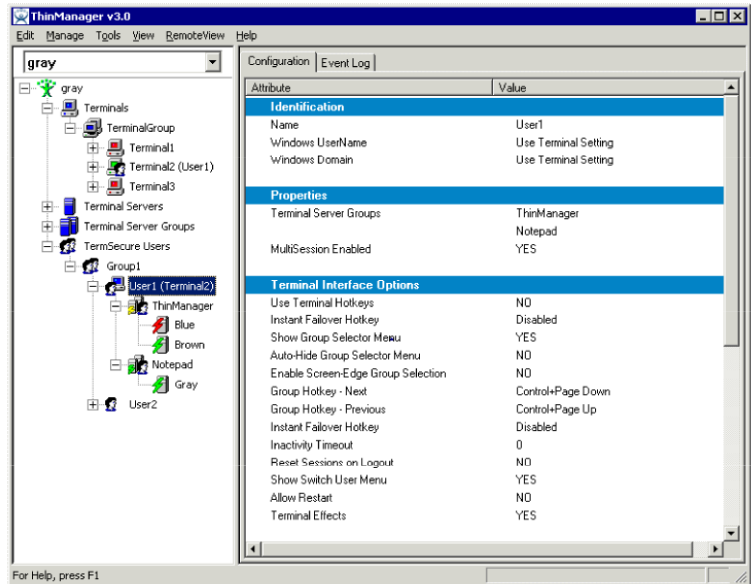 ThinManager v3.0
Edit Manage Tools View RemoteView Help
gray
gray
Terminals
TerminalGroup
Terminal1
Terminal2 (User1)
Terminal3
Terminal Servers
Terminal Server Groups
TermSecure Users
Group1
User1 (Terminal2)
ThinManager
Blue
Brown
Notepad
Gray
User2
Configuration Event Log
Attribute Value
Identification
Name User1
Windows UserName Use Terminal Setting
Windows Domain Use Terminal Setting
Properties
Terminal Server Groups ThinManager
Notepad
MultiSession Enabled YES
Terminal Interface Options
Use Terminal Hotkeys NO
Instant Failover Hotkey Disabled
Show Group Selector Menu YES
Auto-Hide Group Selector Menu NO
Enable Screen-Edge Group Selection NO
Group Hotkey - Next Control+Page Down
Group Hotkey - Previous Control+Page Up
Instant Failover Hotkey Disabled
Inactivity Timeout 0
Reset Sessions on Logout NO
Show Switch User Menu YES
Allow Restart NO
Terminal Effects YES
For Help, press F1